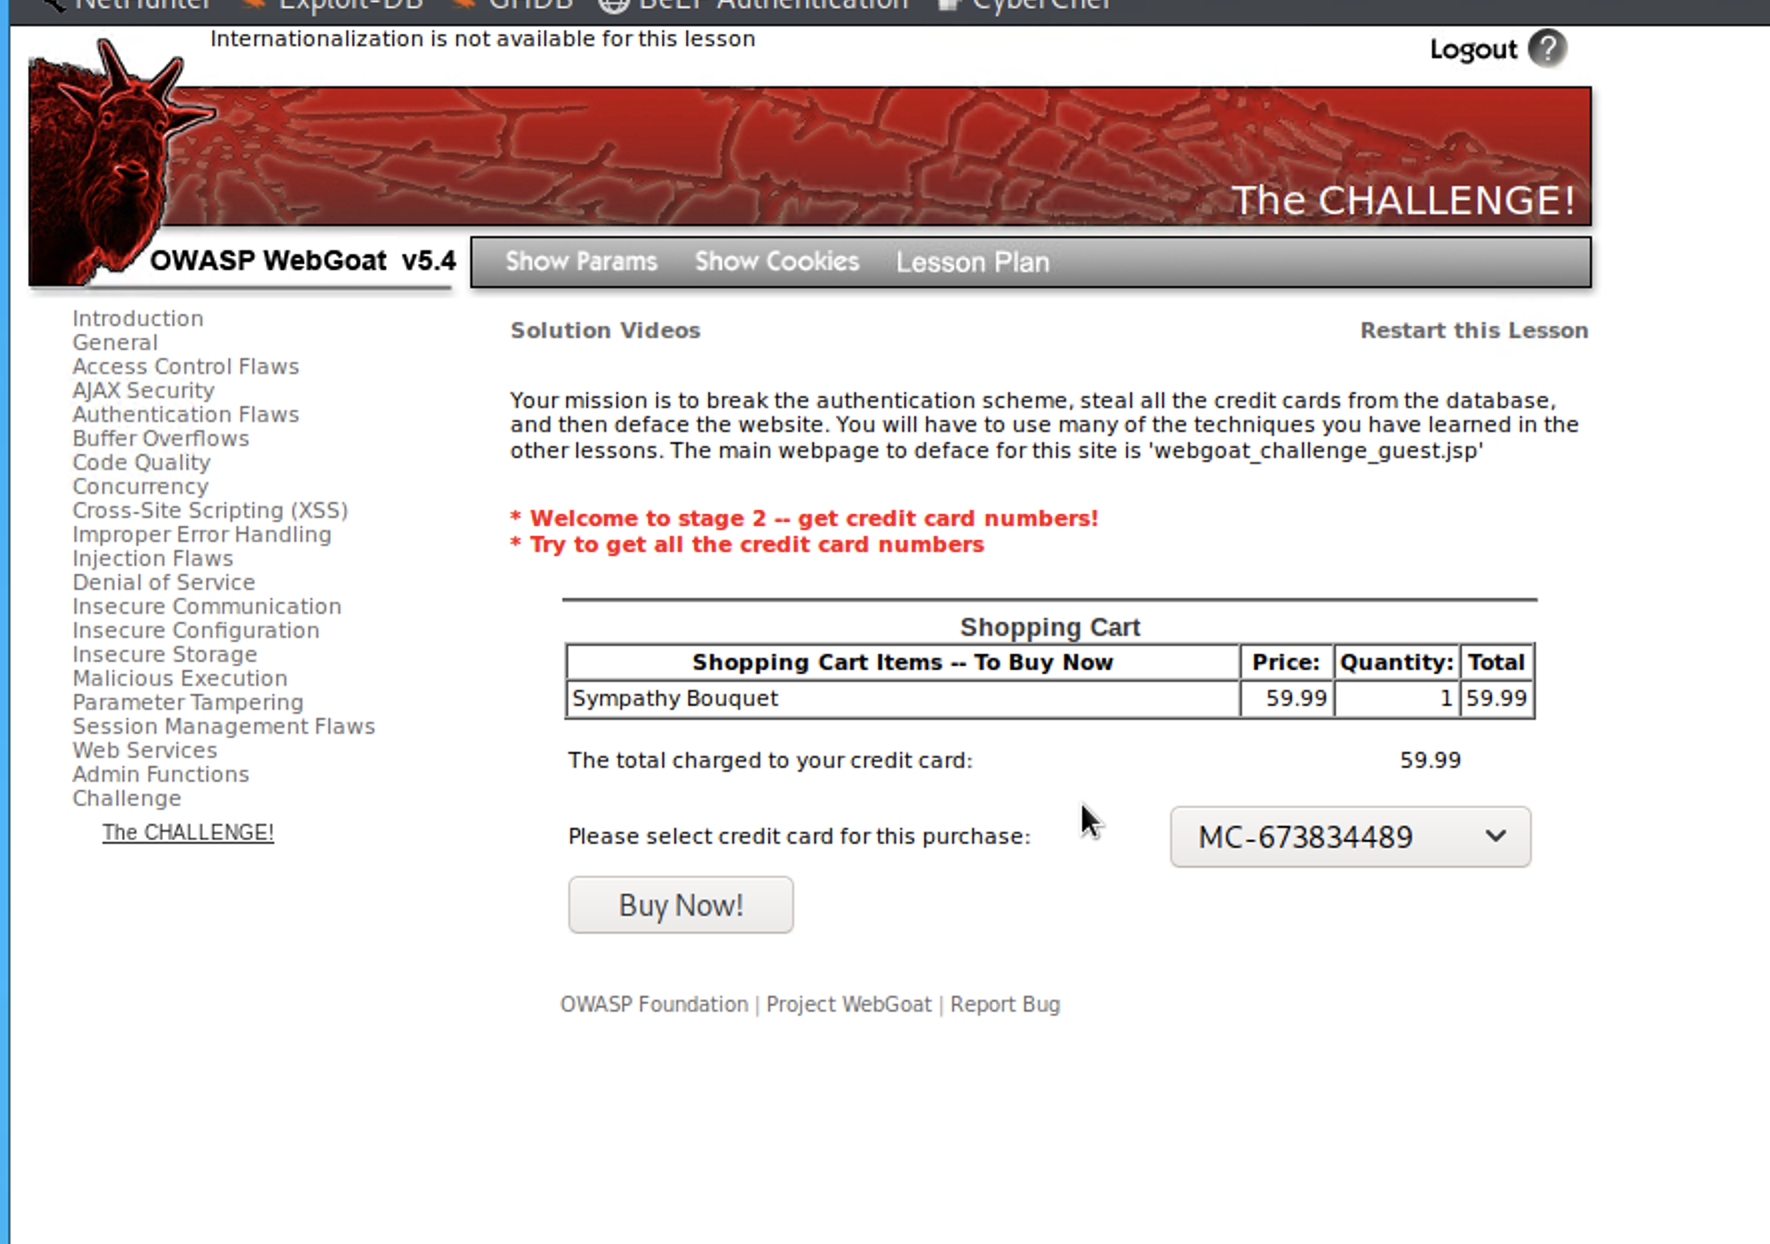 NetHunter Exploit-DB GHDB BeEF Authentication CyberChef
Internationalization is not available for this lesson
Logout ?
The CHALLENGE!
OWASP WebGoat v5.4
Show Params Show Cookies Lesson Plan
Introduction
General
Access Control Flaws
AJAX Security
Authentication Flaws
Buffer Overflows
Code Quality
Concurrency
Cross-Site Scripting (XSS)
Improper Error Handling
Injection Flaws
Denial of Service
Insecure Communication
Insecure Configuration
Insecure Storage
Malicious Execution
Parameter Tampering
Session Management Flaws
Web Services
Admin Functions
Challenge
The CHALLENGE!
Solution Videos Restart this Lesson
Your mission is to break the authentication scheme, steal all the credit cards from the database,
and then deface the website. You will have to use many of the techniques you have learned in the
other lessons. The main webpage to deface for this site is 'webgoat_challenge_guest.jsp'
* Welcome to stage 2 -- get credit card numbers!
* Try to get all the credit card numbers
Shopping Cart
Shopping Cart Items -- To Buy Now Price: Quantity: Total
Sympathy Bouquet 59.99 1 59.99
The total charged to your credit card: 59.99
Please select credit card for this purchase: MC-673834489
Buy Now!
OWASP Foundation | Project WebGoat | Report Bug